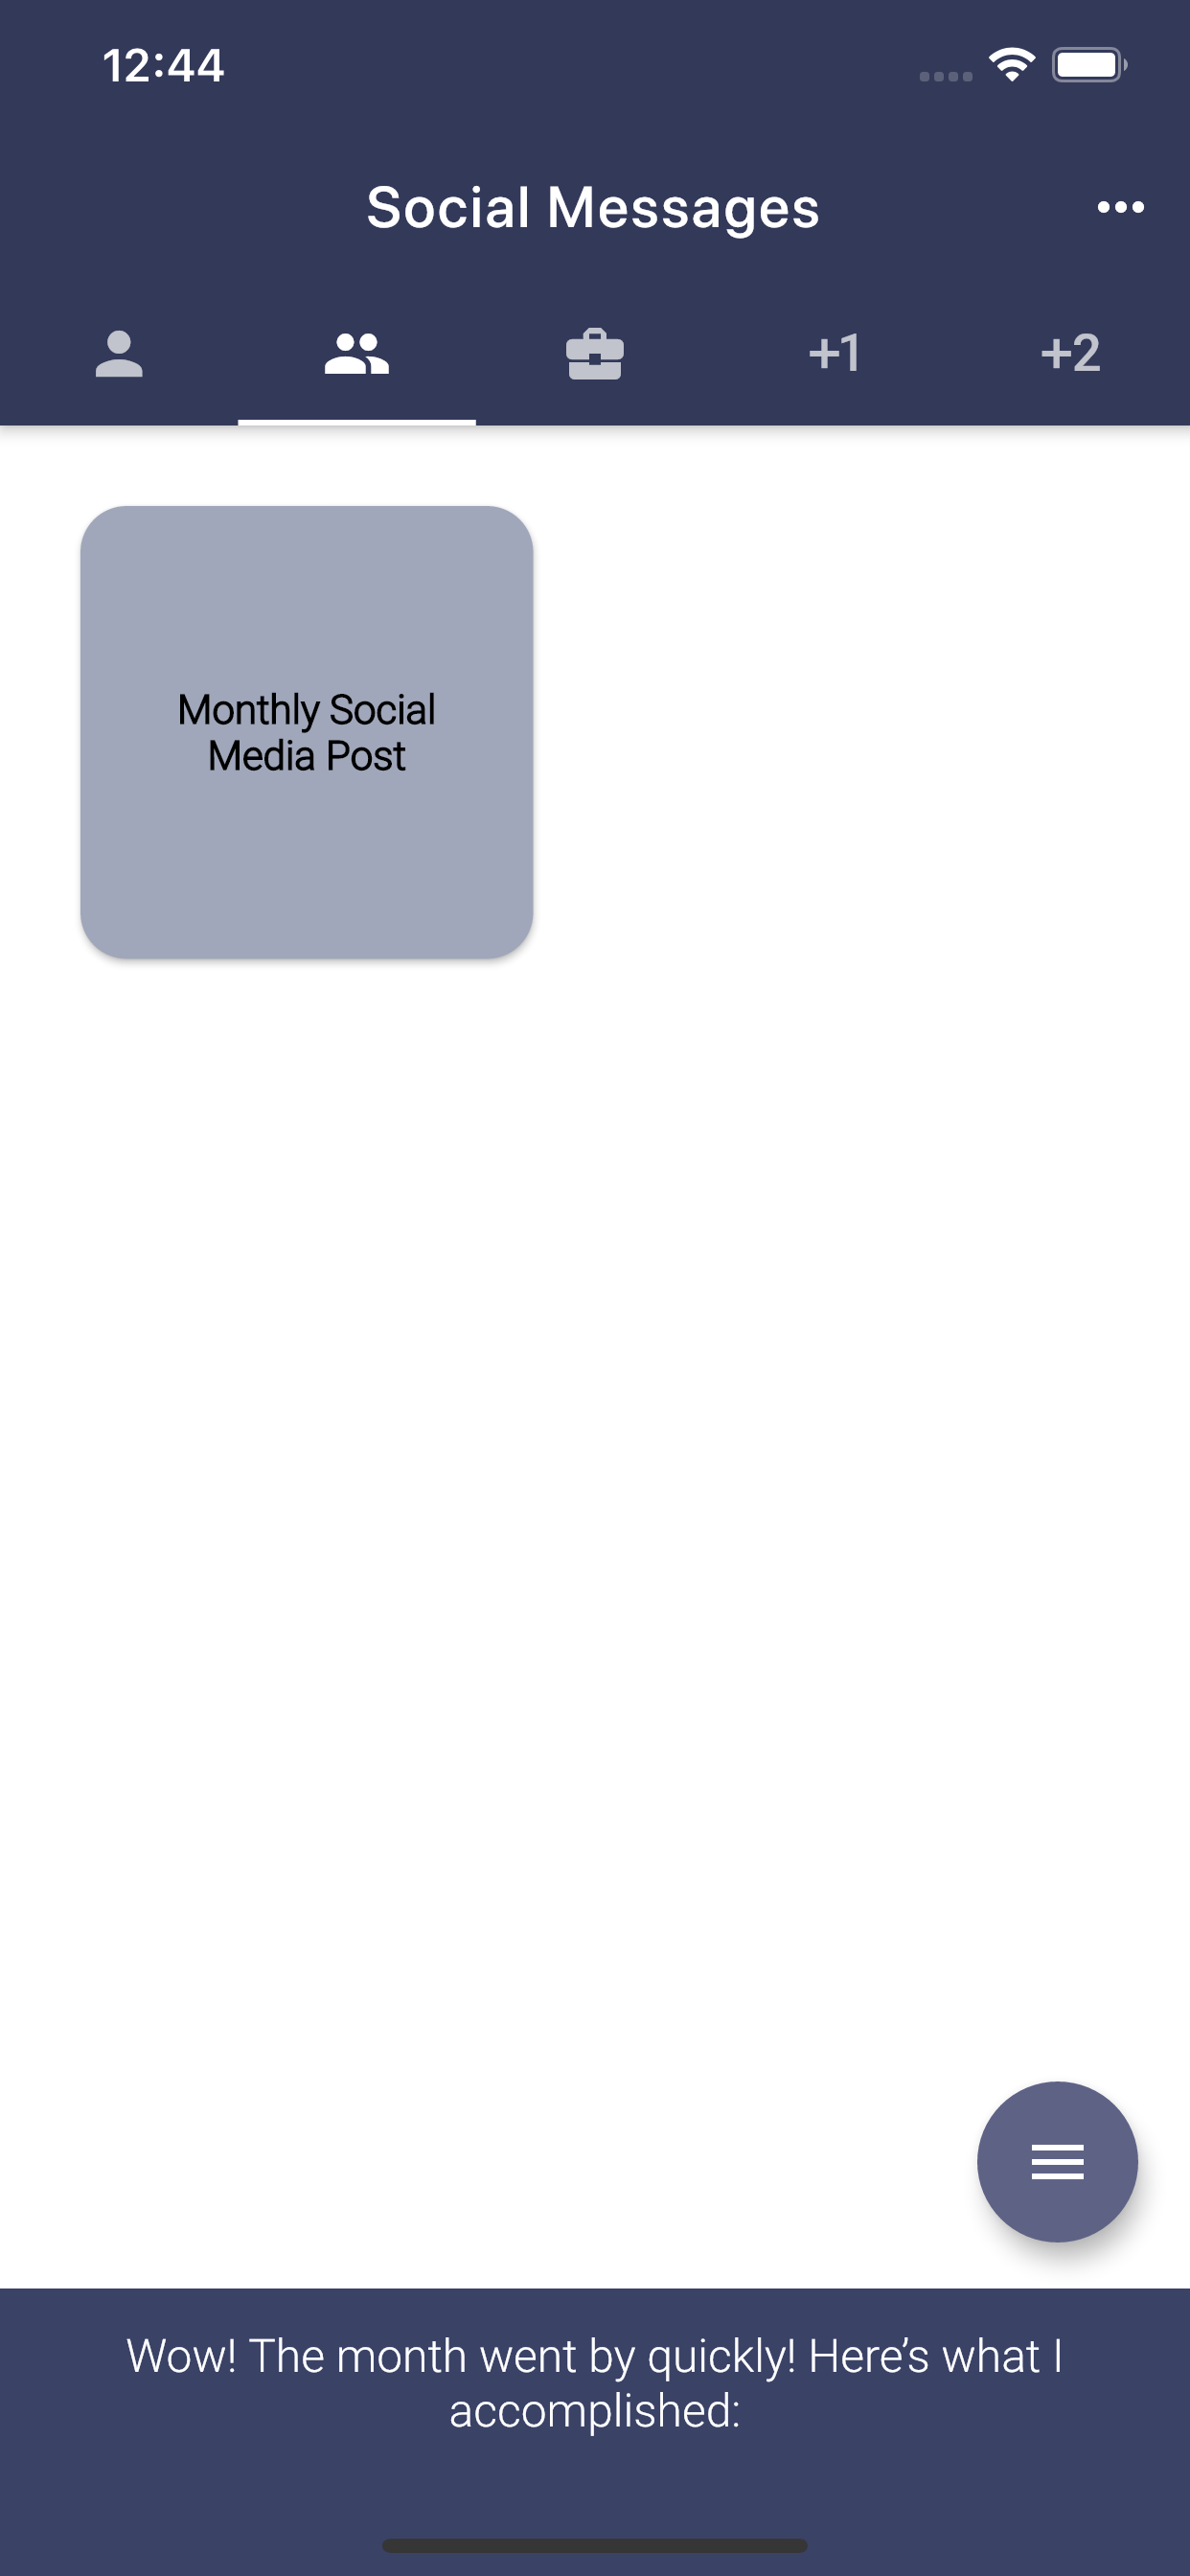 12:44
Social Messages
+1
+2
Monthly Social
Media Post
Wow! The month went by quickly! Here’s what I
accomplished: